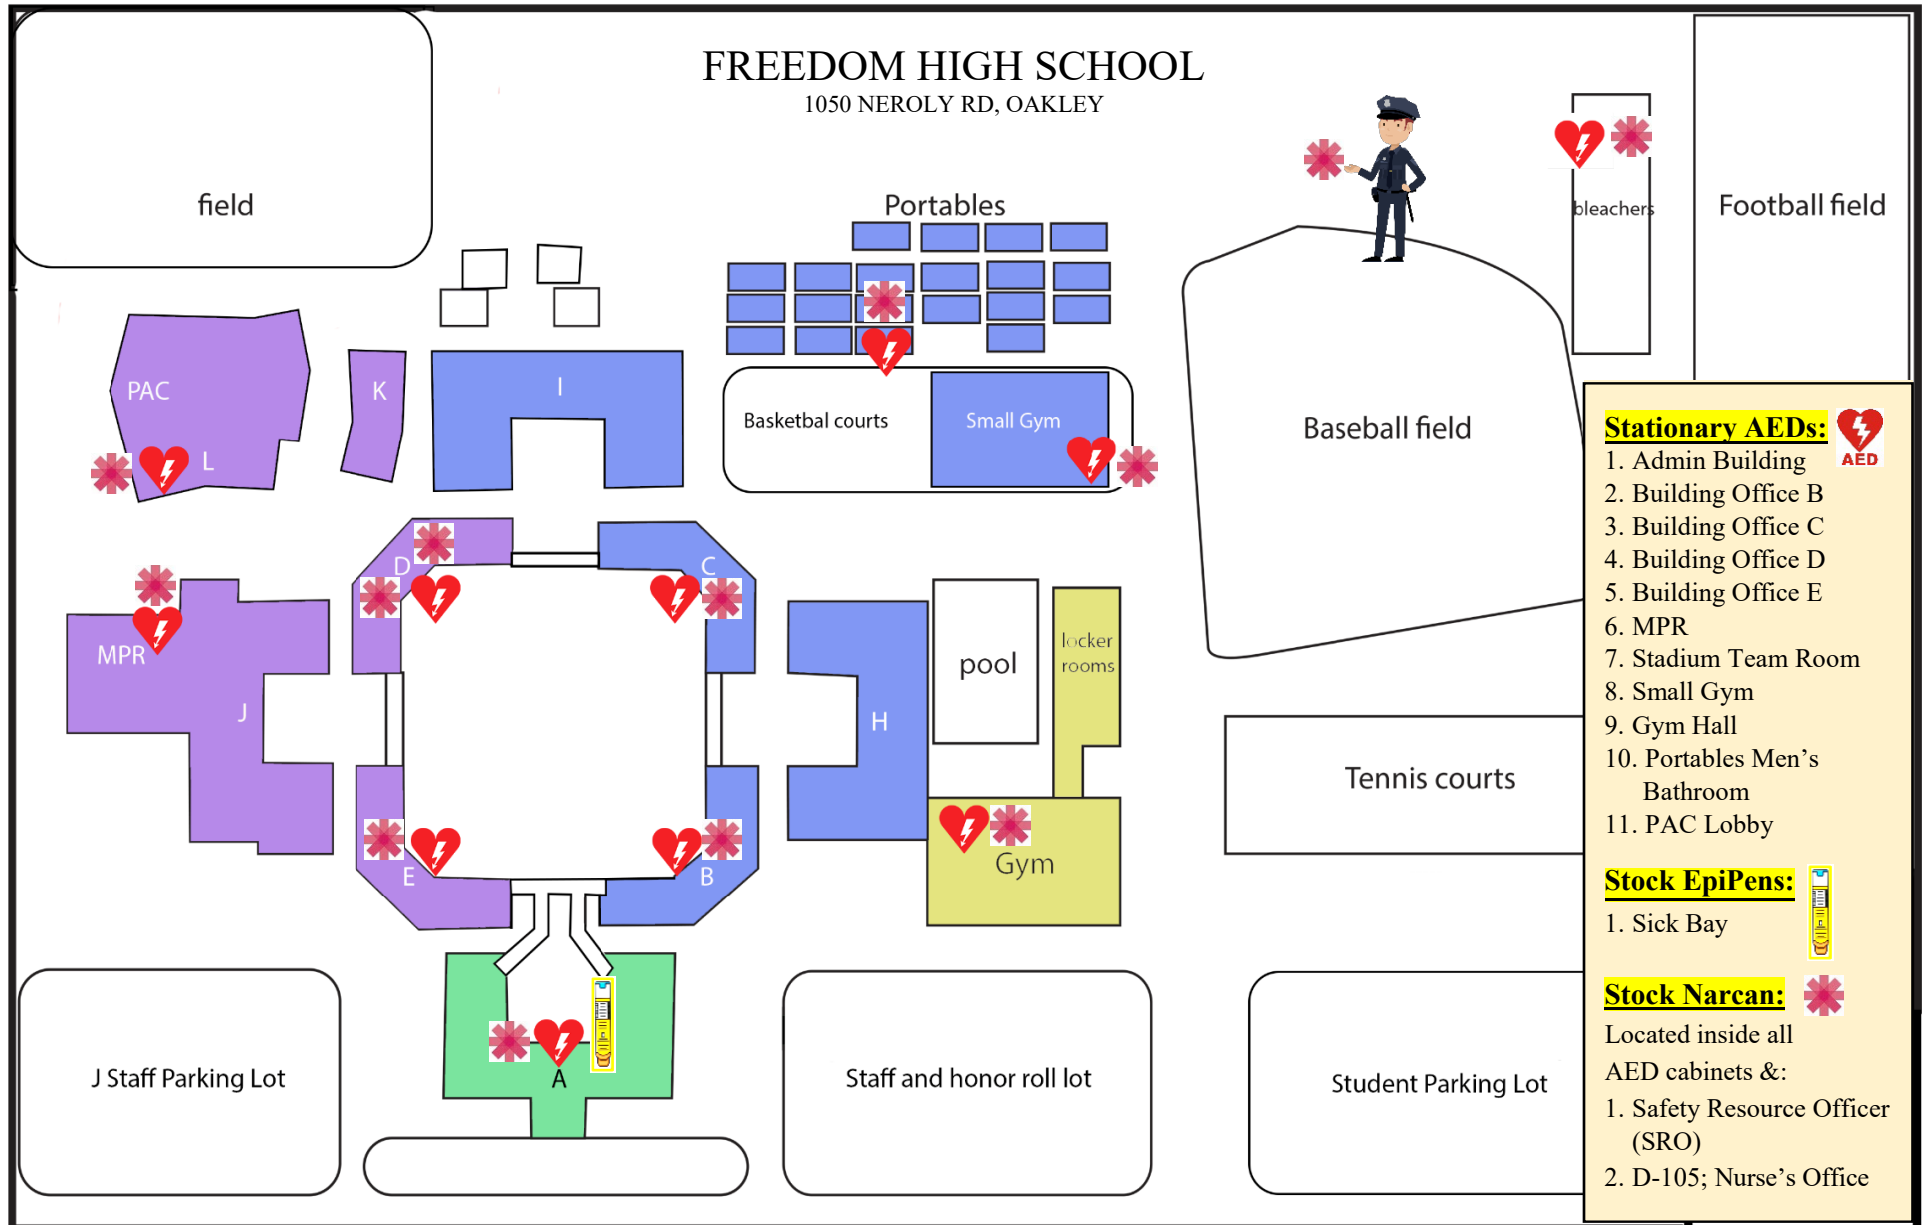 FREEDOM HIGH SCHOOL
1050 NEROLY RD, OAKLEY
field
Portables
bleachers
Football field
PAC
K
I
Basketbal courts
Small Gym
Baseball field
L
D
C
MPR
J
H
pool
locker
rooms
Tennis courts
E
B
Gym
A
J Staff Parking Lot
Staff and honor roll lot
Student Parking Lot
Stationary AEDs:
AED
1. Admin Building
2. Building Office B
3. Building Office C
4. Building Office D
5. Building Office E
6. MPR
7. Stadium Team Room
8. Small Gym
9. Gym Hall
10. Portables Men’s
Bathroom
11. PAC Lobby
Stock EpiPens:
1. Sick Bay
Stock Narcan:
Located inside all
AED cabinets &:
1. Safety Resource Officer
(SRO)
2. D-105; Nurse’s Office